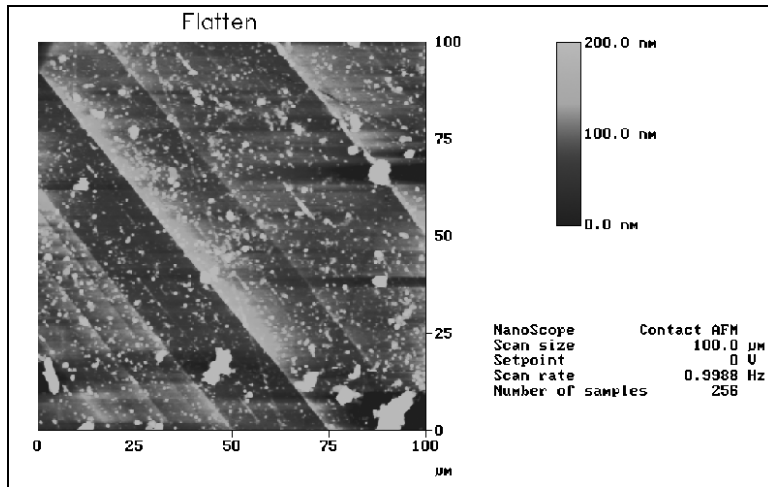 Flatten
100
75
50
25
0
0 25 50 75 100
μm
200.0 nm
100.0 nm
0.0 nm
NanoScope Contact AFM
Scan size 100.0 μm
Setpoint 0 V
Scan rate 0.9988 Hz
Number of samples 256